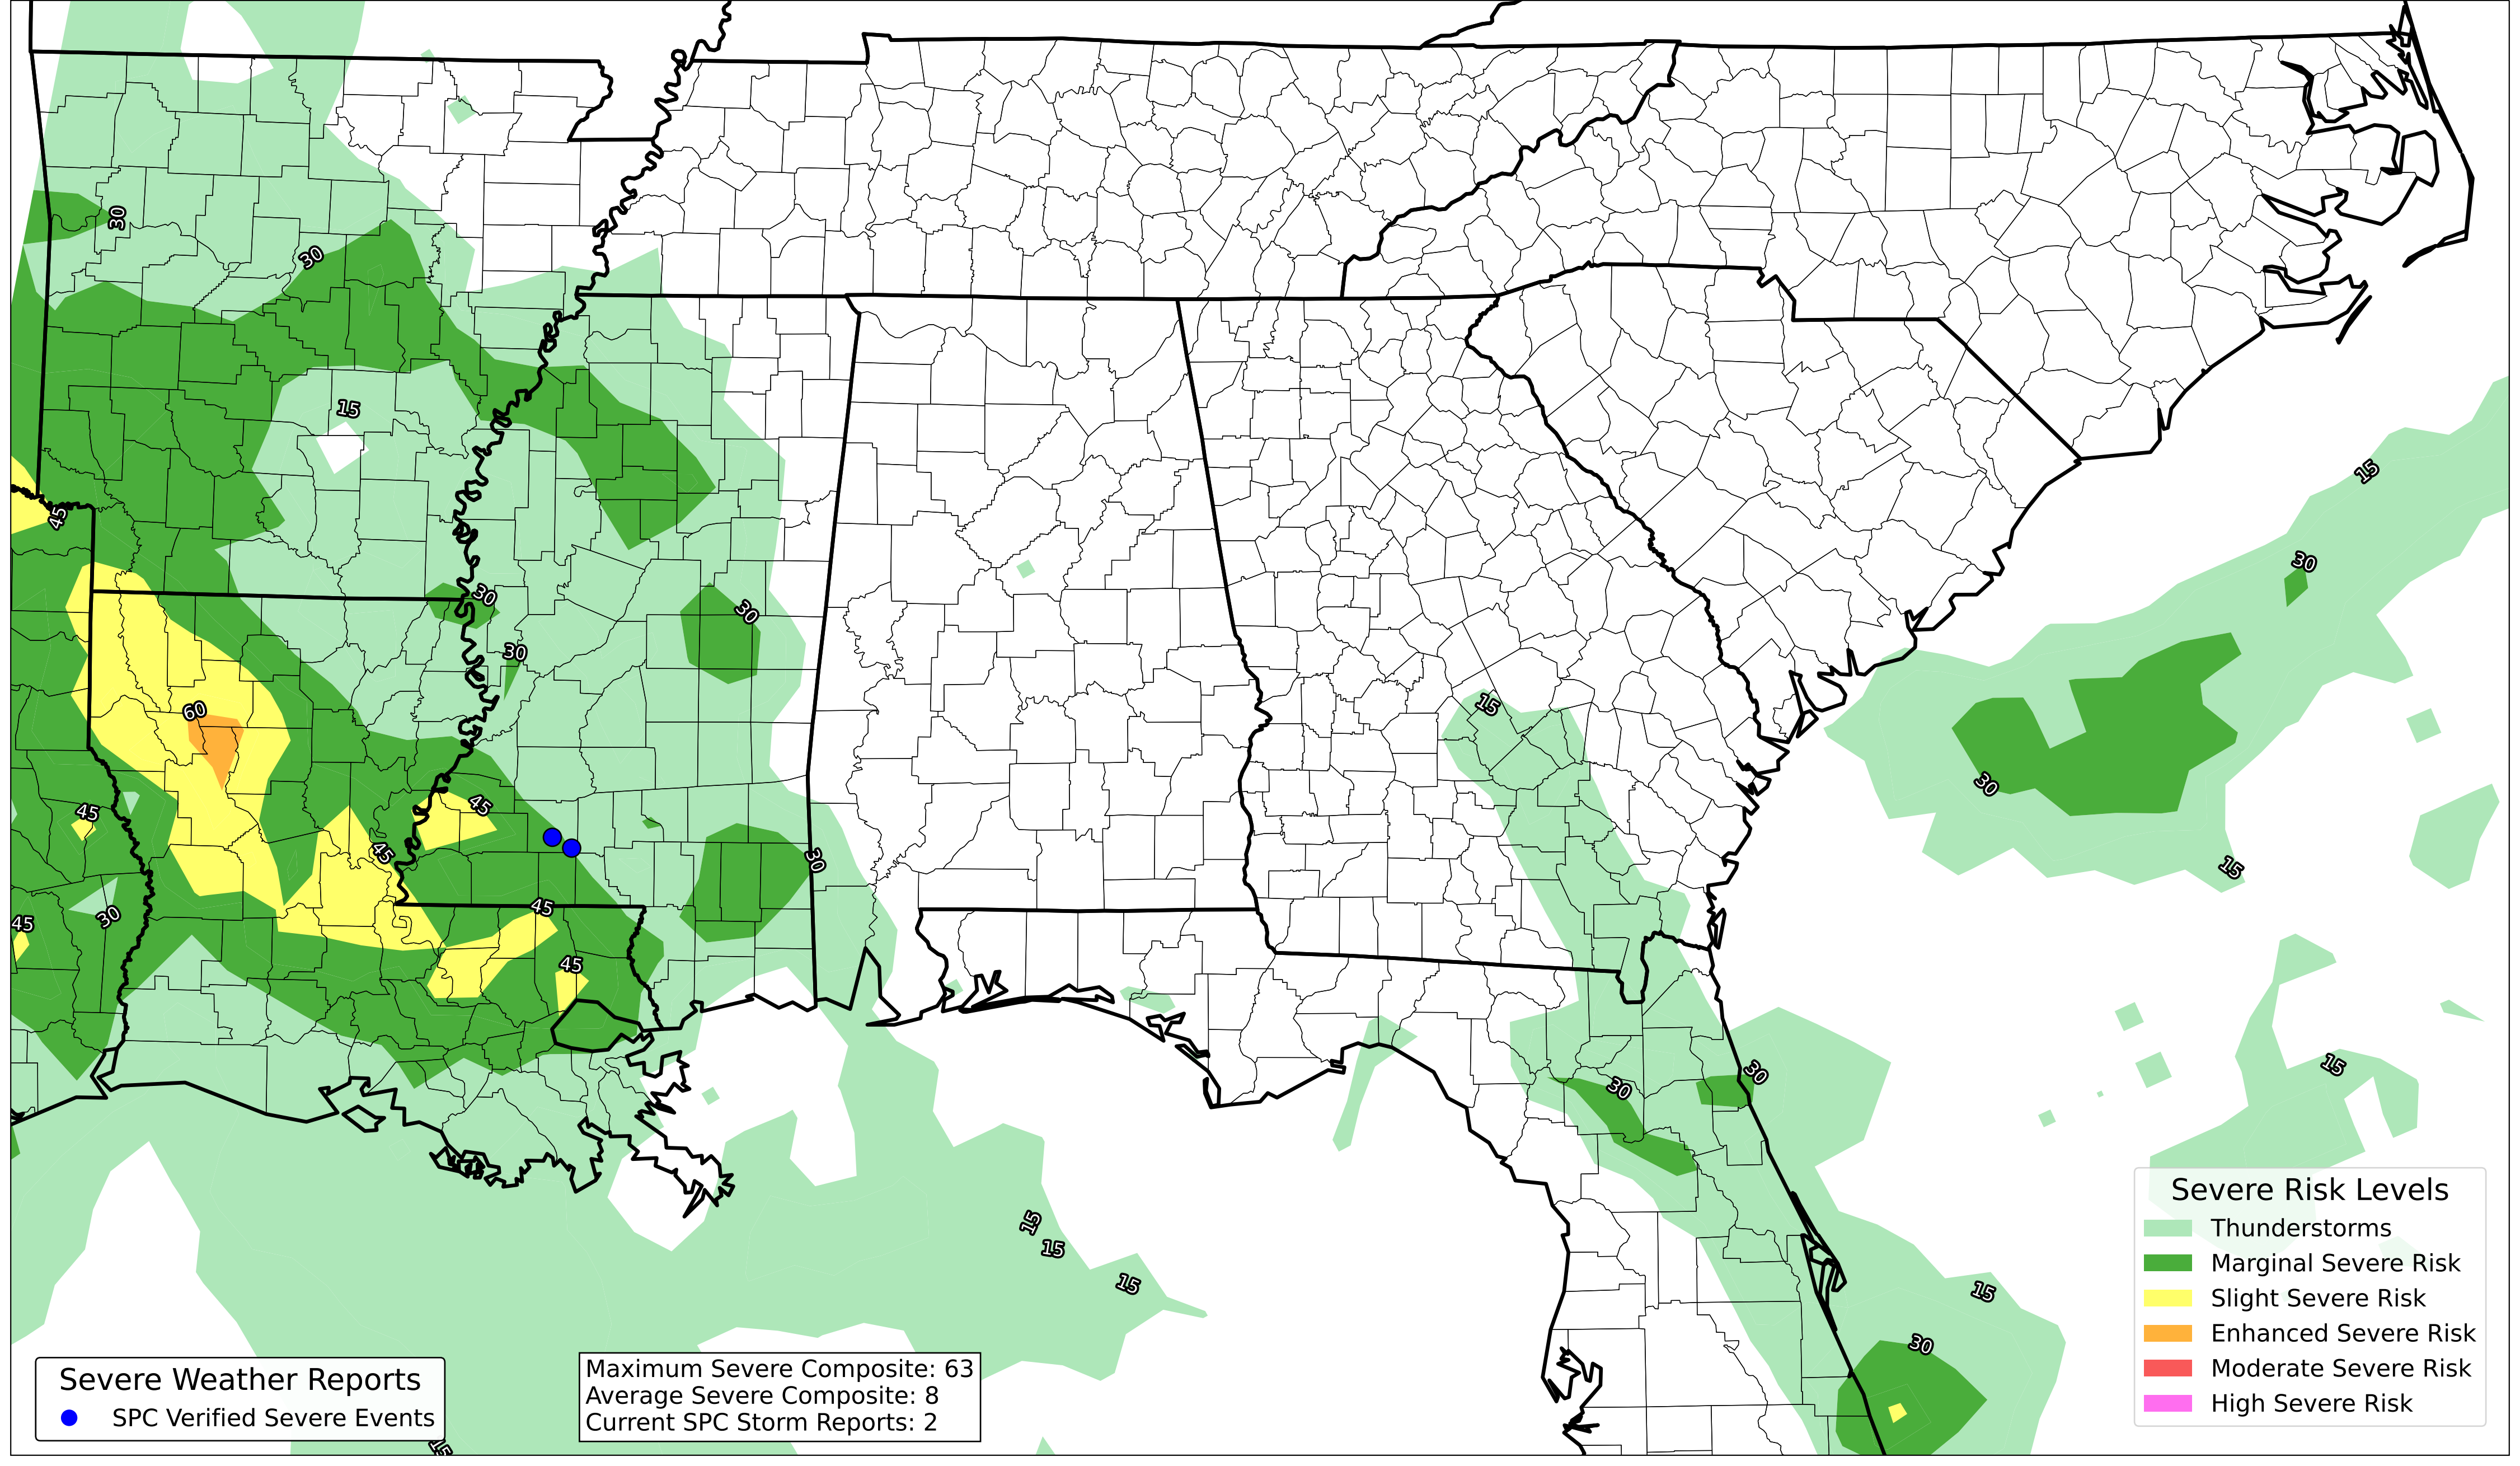 30
30
15
15
45
30
30
30
30
15
60
30
45
45
45
30
15
45
30
45
45
30
30
15
15
15
15
15
30
15
Severe Risk Levels
Thunderstorms
Marginal Severe Risk
Slight Severe Risk
Enhanced Severe Risk
Moderate Severe Risk
High Severe Risk
Severe Weather Reports
SPC Verified Severe Events
Maximum Severe Composite: 63
Average Severe Composite: 8
Current SPC Storm Reports: 2
15